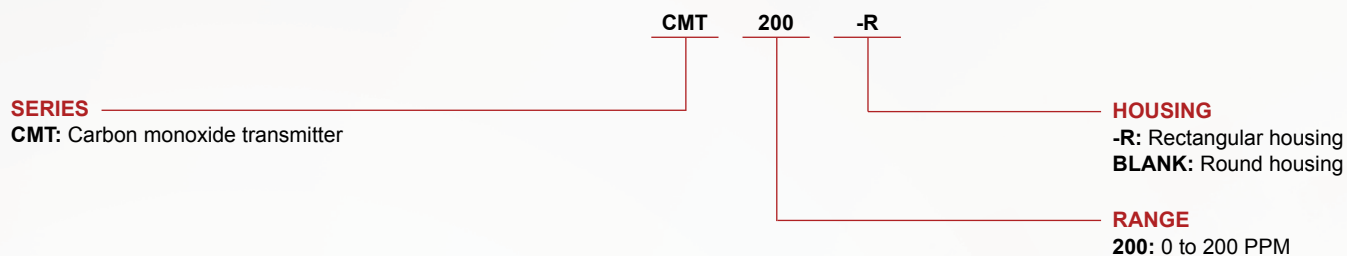 CMT 200 -R
SERIES
CMT: Carbon monoxide transmitter
HOUSING
-R: Rectangular housing
BLANK: Round housing
RANGE
200: 0 to 200 PPM